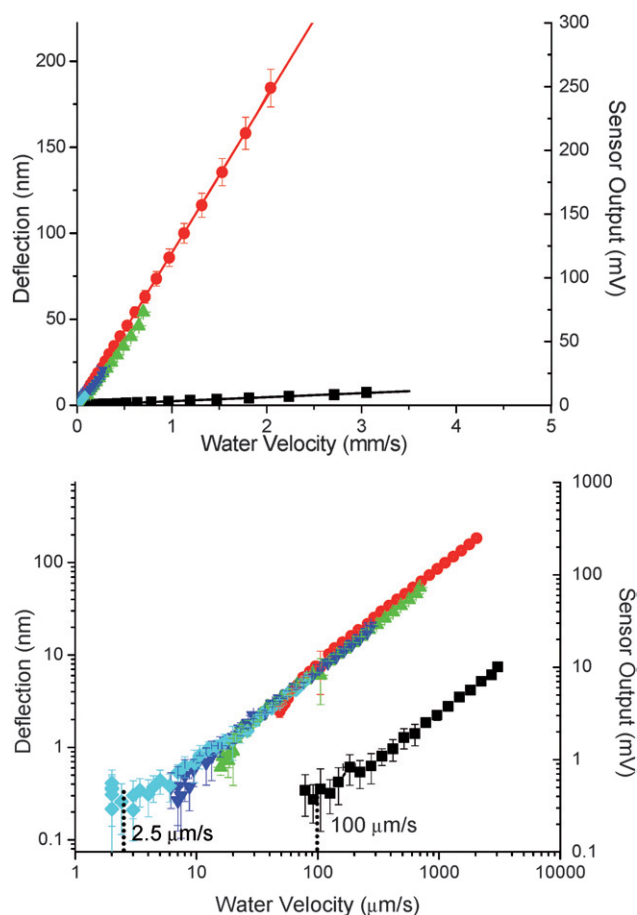 200
150
100
50
0
Deflection (nm)
300
250
200
150
100
50
0
Sensor Output (mV)
0 1 2 3 4 5
Water Velocity (mm/s)
100
10
1
0.1
Deflection (nm)
1000
100
10
1
0.1
Sensor Output (mV)
2.5 μm/s
100 μm/s
1 10 100 1000 10000
Water Velocity (μm/s)